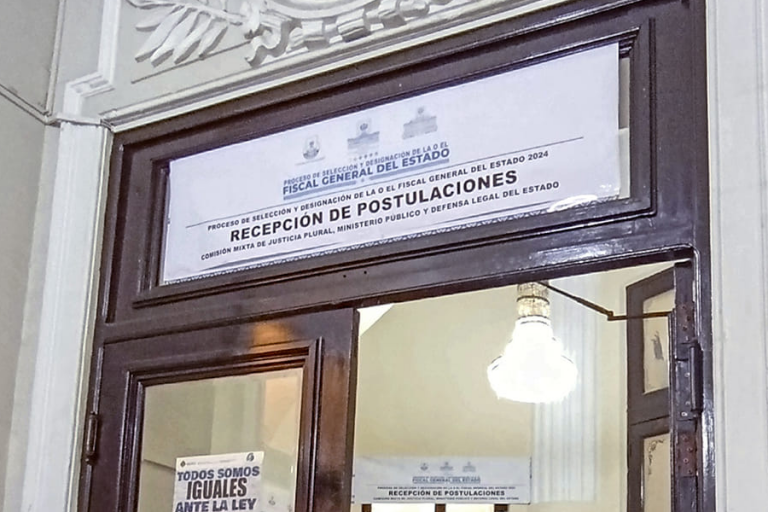 PROCESO DE SELECCIÓN Y DESIGNACIÓN DE LA O EL
FISCAL GENERAL DEL ESTADO
PROCESO DE SELECCIÓN Y DESIGNACIÓN DE LA O EL FISCAL GENERAL DEL ESTADO 2024
RECEPCIÓN DE POSTULACIONES
COMISIÓN MIXTA DE JUSTICIA PLURAL, MINISTERIO PÚBLICO Y DEFENSA LEGAL DEL ESTADO
TODOS SOMOS
IGUALES
ANTE LA LEY
FISCAL GENERAL DEL ESTADO
RECEPCIÓN DE POSTULACIONES